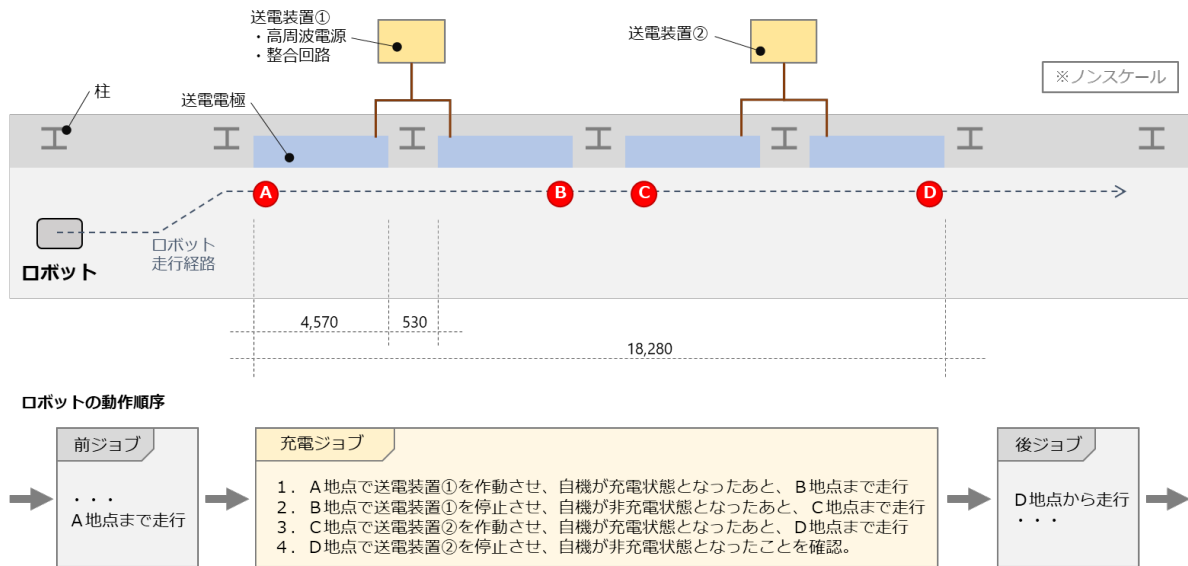 送電装置①
・高周波電源
・整合回路
送電装置②
※ノンスケール
柱
送電電極
A
B
C
D
ロボット
走行経路
ロボット
4,570
530
18,280
ロボットの動作順序
前ジョブ
・・・
A地点まで走行
充電ジョブ
1. A地点で送電装置①を作動させ、自機が充電状態となったあと、B地点まで走行
2. B地点で送電装置①を停止させ、自機が非充電状態となったあと、C地点まで走行
3. C地点で送電装置②を作動させ、自機が充電状態となったあと、D地点まで走行
4. D地点で送電装置②を停止させ、自機が非充電状態となったことを確認。
後ジョブ
D地点から走行
・・・